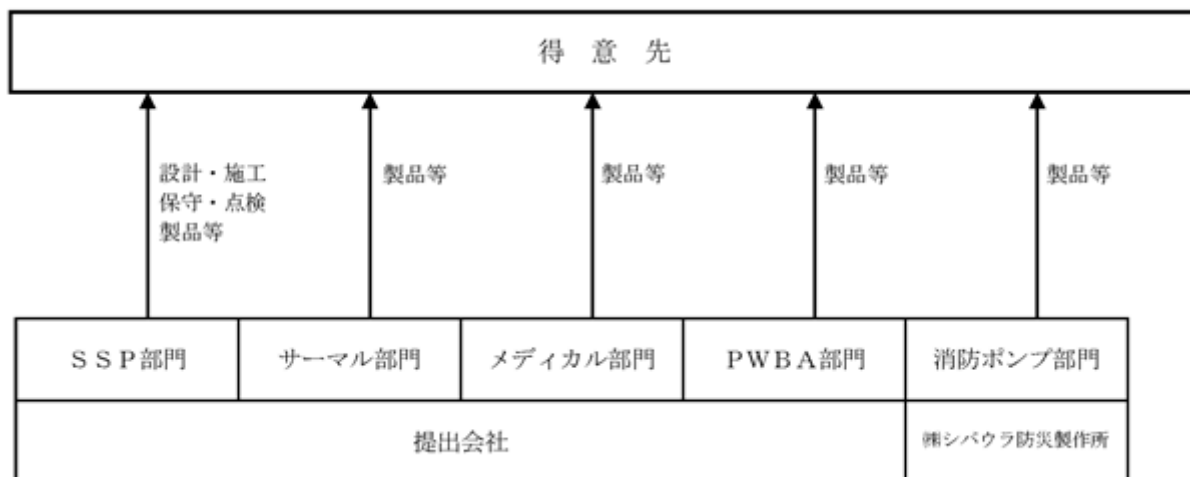 得 意 先
設計・施工
保守・点検
製品等
製品等
製品等
製品等
製品等
ＳＳＰ部門
サーマル部門
メディカル部門
ＰＷＢＡ部門
消防ポンプ部門
提出会社
㈱シバウラ防災製作所